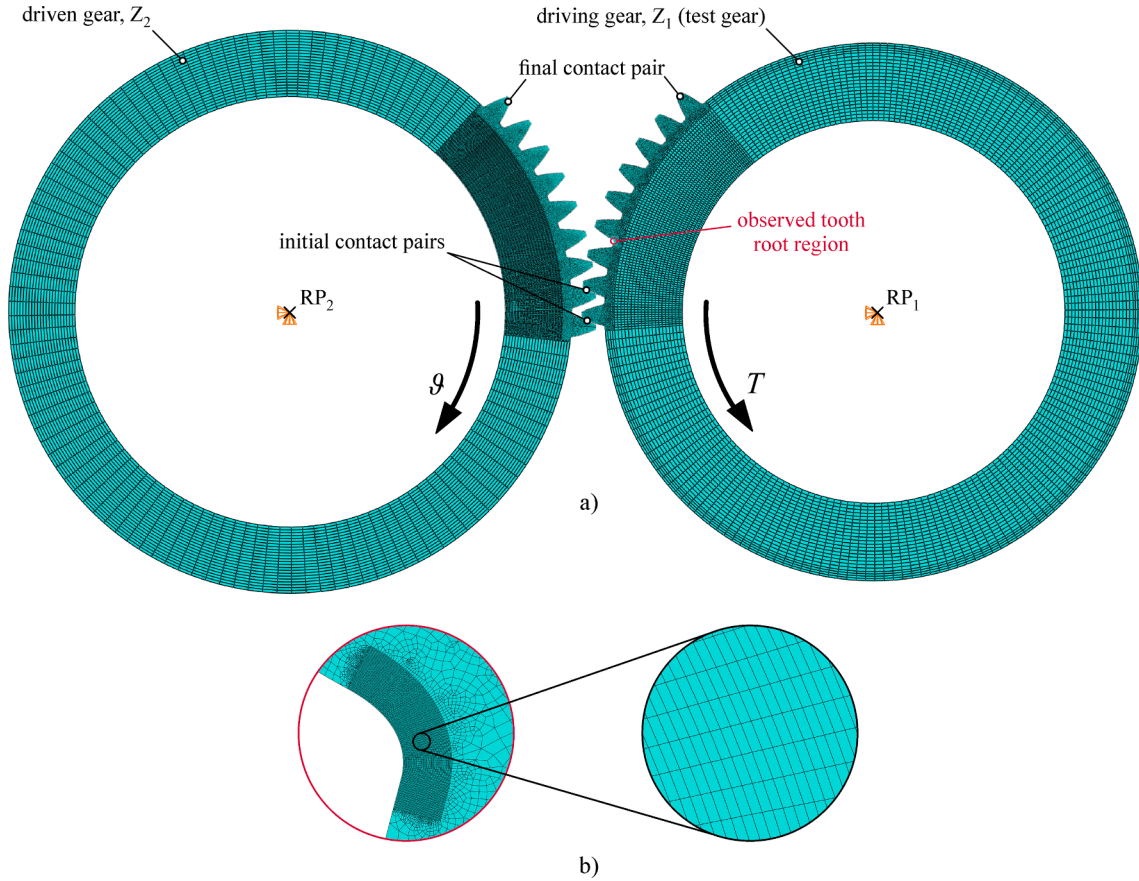 driven gear, Z₂
driving gear, Z₁ (test gear)
final contact pair
observed tooth
root region
initial contact pairs
RP₂
RP₁
ϑ
T
a)
b)